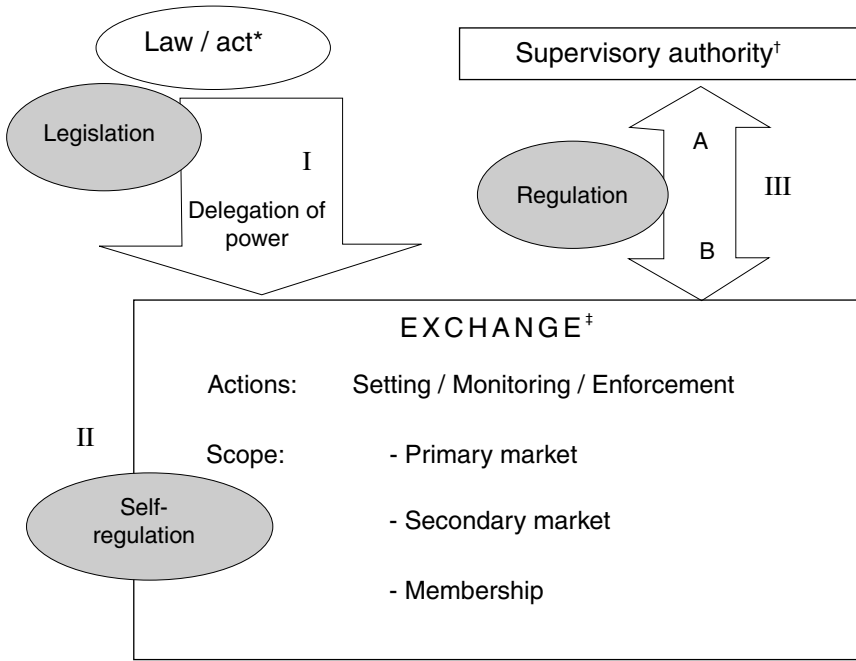 Law / act*
Supervisory authority†
Legislation
I
Delegation of
power
Regulation
A
III
B
EXCHANGE‡
Actions: Setting / Monitoring / Enforcement
II
Scope: - Primary market
Self-
regulation
- Secondary market
- Membership